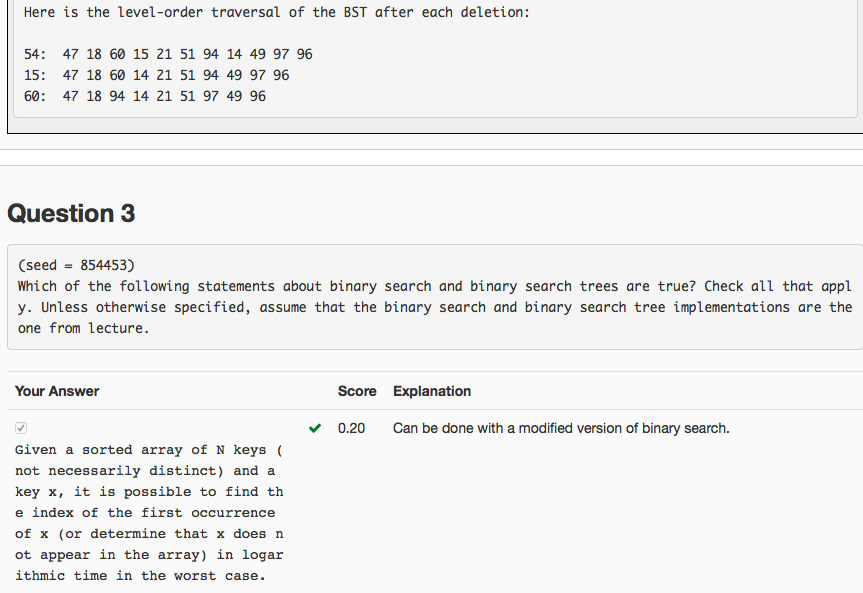 Here is the level-order traversal of the BST after each deletion:
54:  47 18 60 15 21 51 94 14 49 97 96
15:  47 18 60 14 21 51 94 49 97 96
60:  47 18 94 14 21 51 97 49 96
Question 3
(seed = 854453)
Which of the following statements about binary search and binary search trees are true? Check all that appl
y. Unless otherwise specified, assume that the binary search and binary search tree implementations are the
one from lecture.
Your Answer Score Explanation
0.20 Can be done with a modified version of binary search.
Given a sorted array of N keys (
not necessarily distinct) and a
key x, it is possible to find th
e index of the first occurrence
of x (or determine that x does n
ot appear in the array) in logar
ithmic time in the worst case.